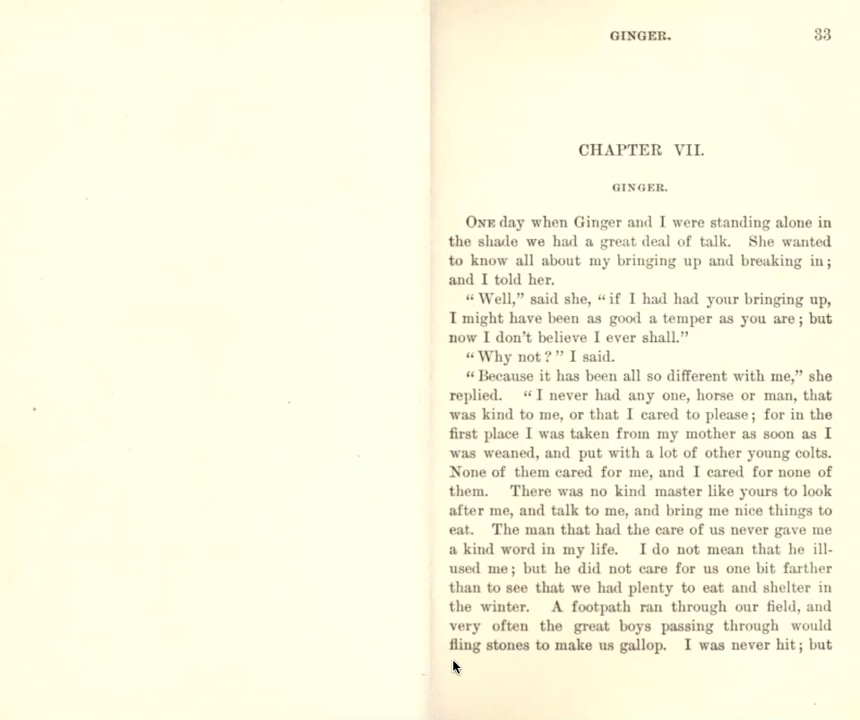 GINGER. 33
CHAPTER VII.
GINGER.
ONE day when Ginger and I were standing alone in
the shade we had a great deal of talk. She wanted
to know all about my bringing up and breaking in;
and I told her.
“Well,” said she, “if I had had your bringing up,
I might have been as good a temper as you are; but
now I don’t believe I ever shall.”
“Why not?” I said.
“Because it has been all so different with me,” she
replied. “I never had any one, horse or man, that
was kind to me, or that I cared to please; for in the
first place I was taken from my mother as soon as I
was weaned, and put with a lot of other young colts.
None of them cared for me, and I cared for none of
them. There was no kind master like yours to look
after me, and talk to me, and bring me nice things to
eat. The man that had the care of us never gave me
a kind word in my life. I do not mean that he ill-
used me; but he did not care for us one bit farther
than to see that we had plenty to eat and shelter in
the winter. A footpath ran through our field, and
very often the great boys passing through would
fling stones to make us gallop. I was never hit; but